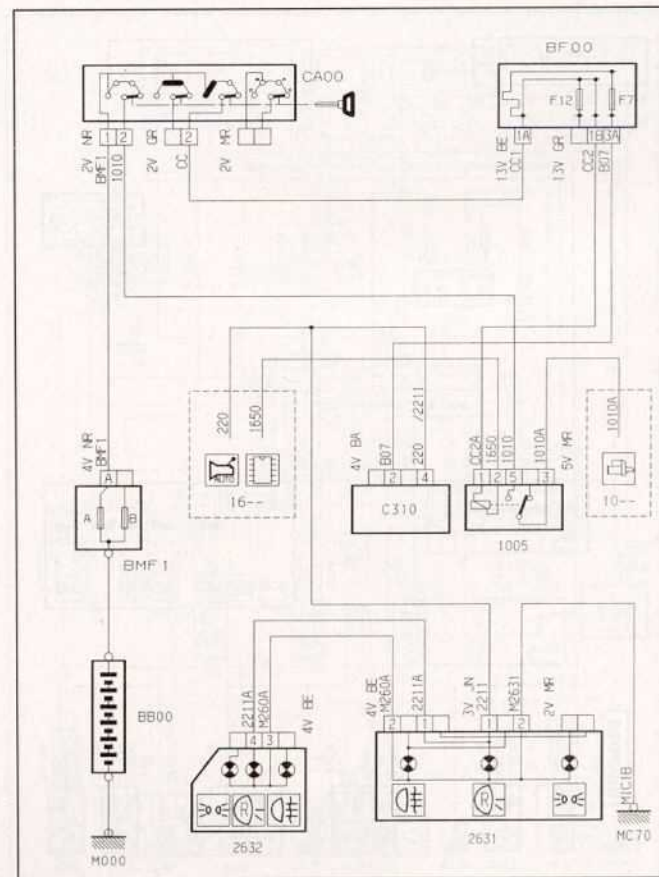 CA00
BF00
F12
F7
1 2
2
1A
1B 3A
2V NR
BMF1
1010
2V GR
CC
2V MR
13V BE
CC1
13V GR
CC2
B07
220
1650
AUTO
16--
4V BA
B07
220
/2211
2 4
C310
CC2A
1650
1010
1010A
5V MR
1 2 5 3
1005
1010A
10--
4V NR
BMF1
A
A B
BMF1
BB00
M000
2211A
M260A
4V BE
4 3
R
2632
4V BE
M260A
2211A
3V JN
2211
M2631
2V MR
2 1 1 2
R
2631
M1C1B
MC70